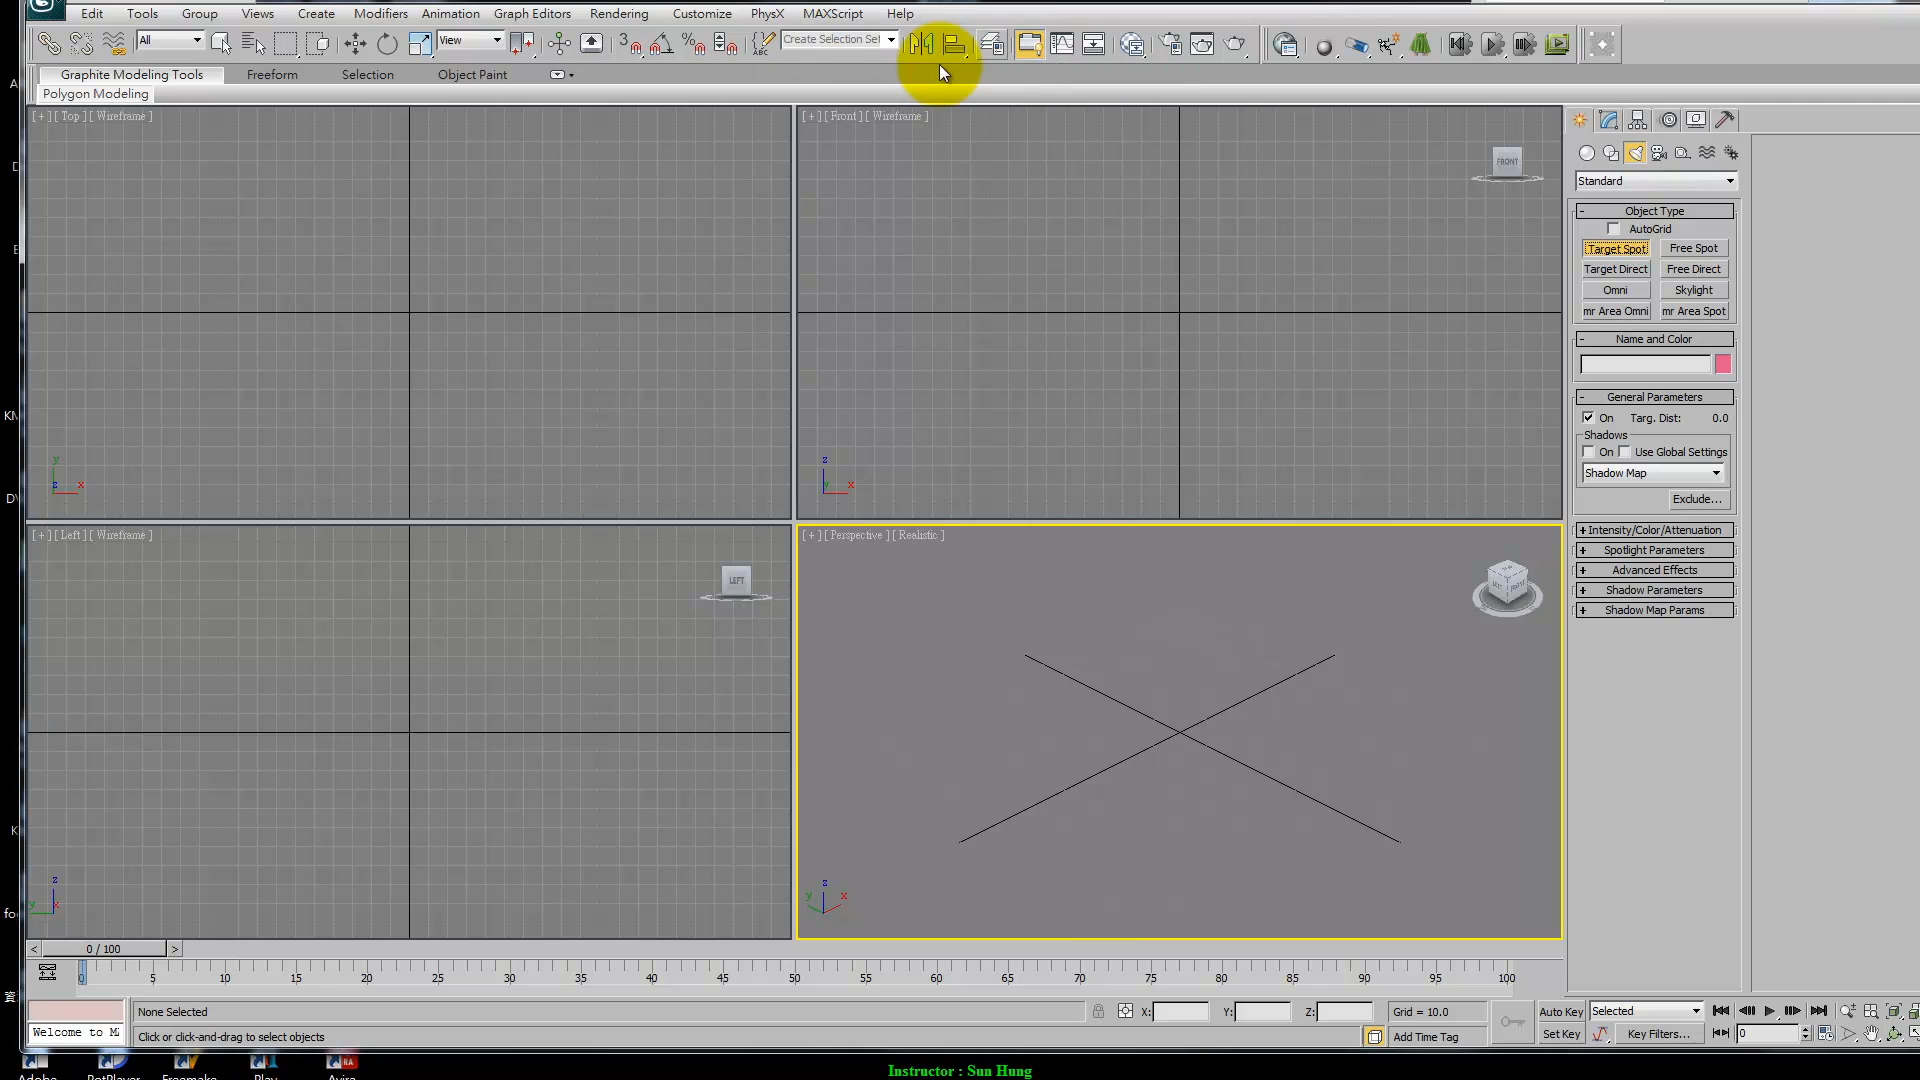 Edit Tools Group Views Create Modifiers Animation Graph Editors Rendering Customize PhysX MAXScript Help
All View 3 % ABC Create Selection Set
Graphite Modeling Tools Freeform Selection Object Paint
Polygon Modeling
[ + ] [ Top ] [ Wireframe ]
[ + ] [ Front ] [ Wireframe ]
FRONT
y
z x
z
y x
[ + ] [ Left ] [ Wireframe ]
LEFT
z
y x
[ + ] [ Perspective ] [ Realistic ]
FRONT
z
y x
Standard
- Object Type
AutoGrid
Target Spot Free Spot
Target Direct Free Direct
Omni Skylight
mr Area Omni mr Area Spot
- Name and Color
- General Parameters
On Targ. Dist: 0.0
Shadows
On Use Global Settings
Shadow Map
Exclude...
+ Intensity/Color/Attenuation
+ Spotlight Parameters
+ Advanced Effects
+ Shadow Parameters
+ Shadow Map Params
< 0 / 100 >
0 5 10 15 20 25 30 35 40 45 50 55 60 65 70 75 80 85 90 95 100
None Selected X: Y: Z: Grid = 10.0 Auto Key Selected
Welcome to M
Click or click-and-drag to select objects Add Time Tag Set Key Key Filters... 0
Adobe PotPlayer Freemake Play Avira
Instructor : Sun Hung